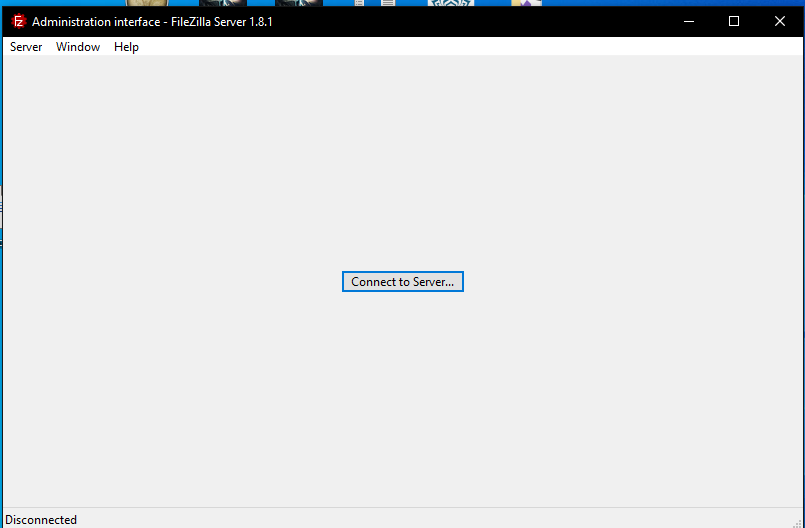 Administration interface - FileZilla Server 1.8.1
Server Window Help
Connect to Server...
Disconnected